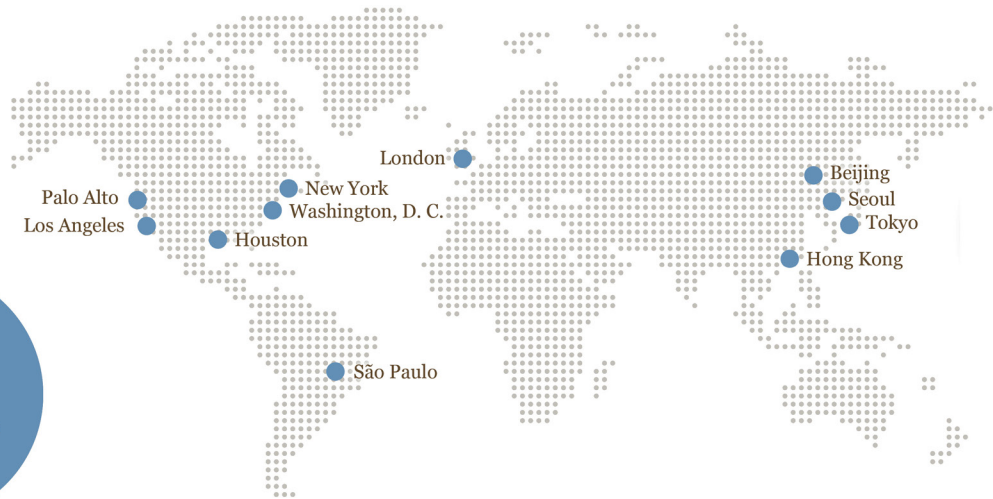 London
Beijing
New York
Palo Alto
Seoul
Washington, D. C.
Tokyo
Los Angeles
Houston
Hong Kong
São Paulo